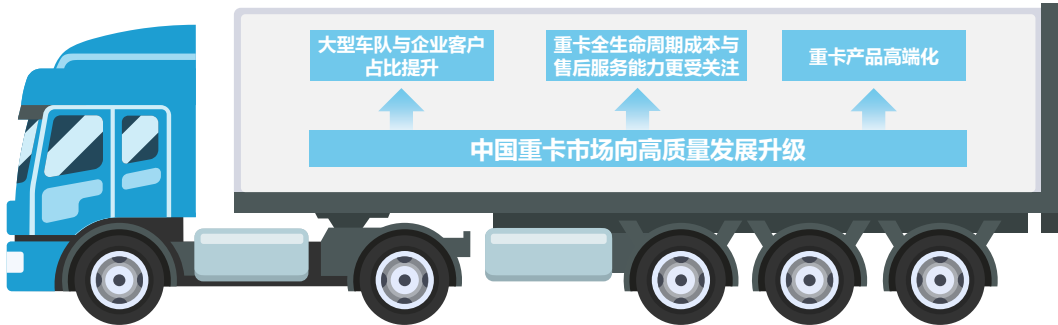 大型车队与企业客户
占比提升
重卡全生命周期成本与
售后服务能力更受关注
重卡产品高端化
中国重卡市场向高质量发展升级